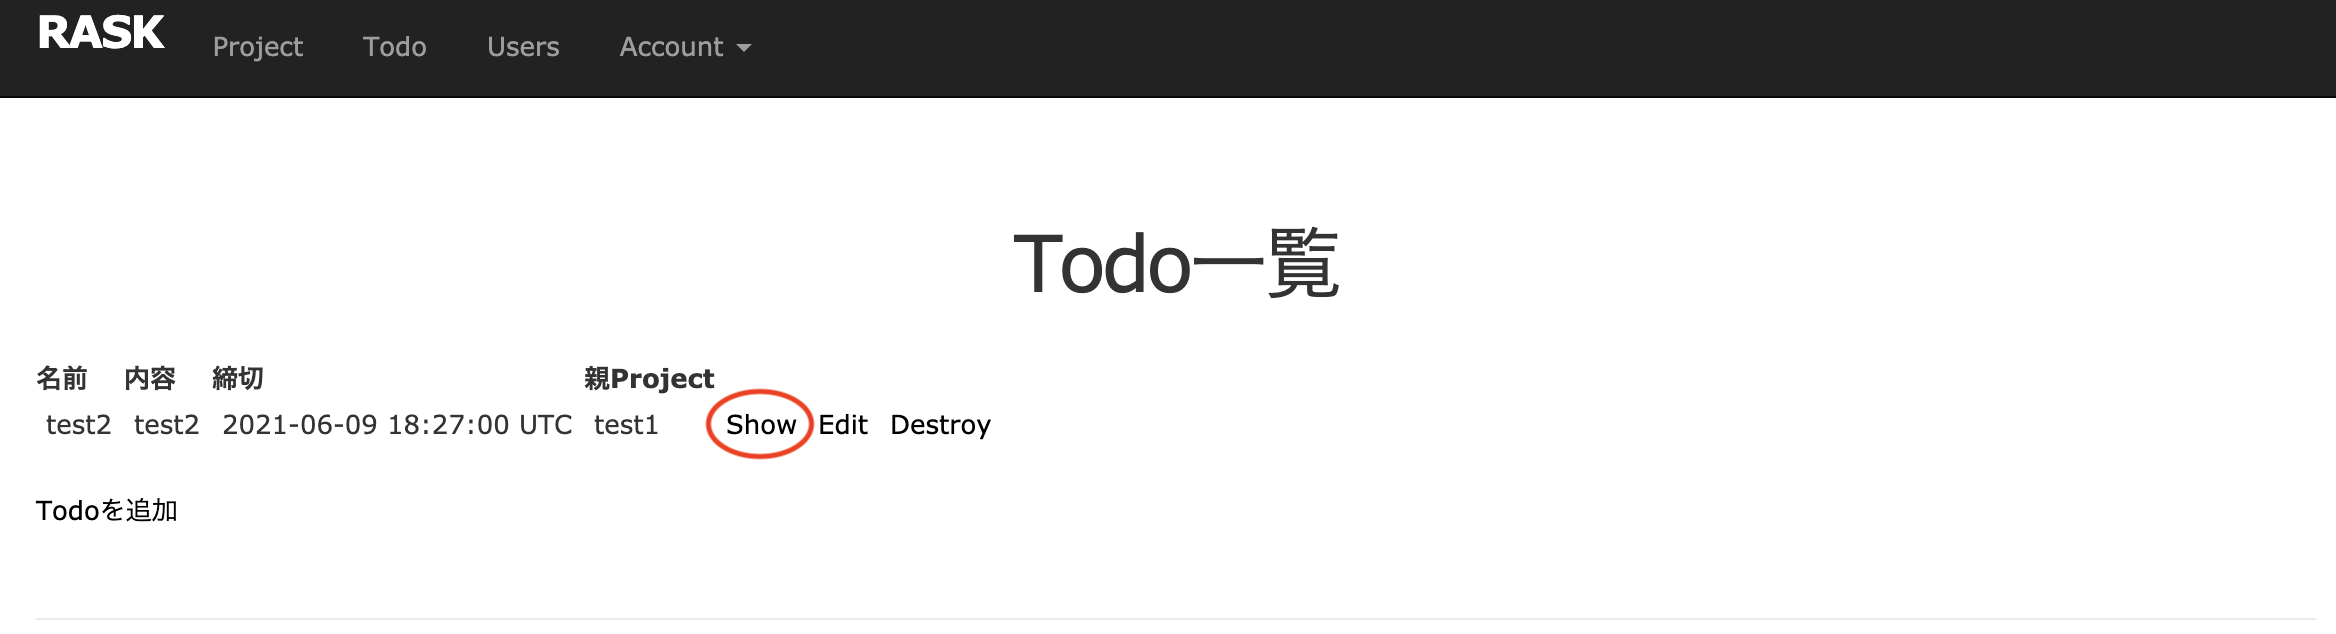 RASK Project Todo Users Account
Todo一覧
名前 内容 締切 親Project
test2 test2 2021-06-09 18:27:00 UTC test1 Show Edit Destroy
Todoを追加